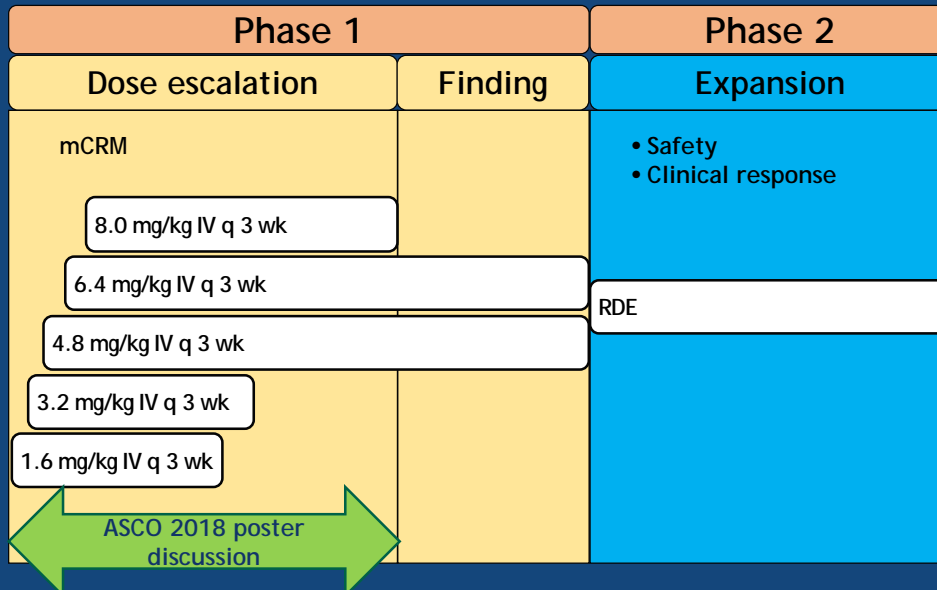 Phase 1
Phase 2
Dose escalation
Finding
Expansion
mCRM
• Safety
• Clinical response
8.0 mg/kg IV q 3 wk
6.4 mg/kg IV q 3 wk
RDE
4.8 mg/kg IV q 3 wk
3.2 mg/kg IV q 3 wk
1.6 mg/kg IV q 3 wk
ASCO 2018 poster
discussion